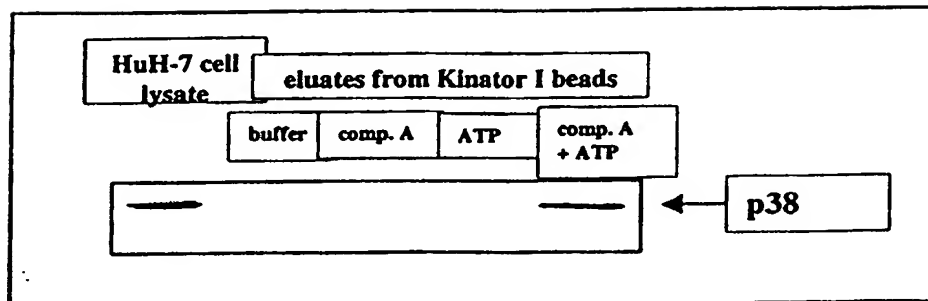 HuH-7 cell
lysate
eluates from Kinator I beads
buffer
comp. A
ATP
comp. A
+ ATP
p38